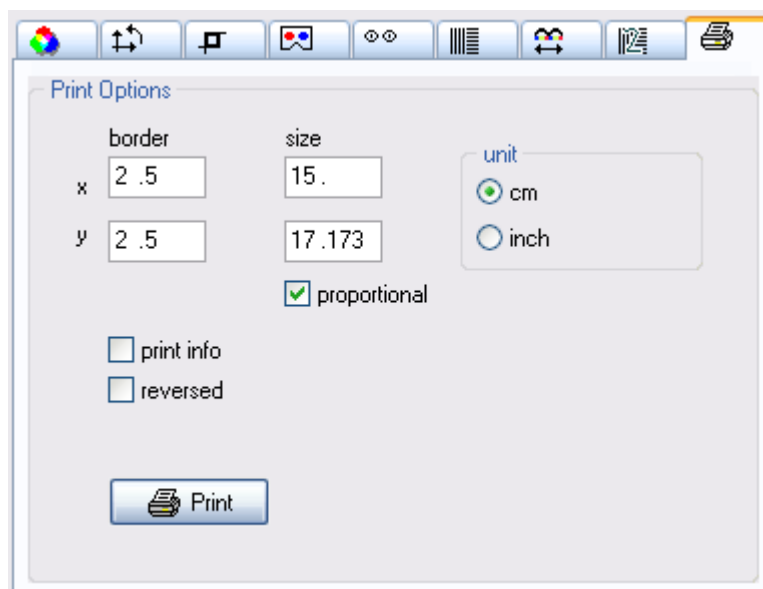 Print Options
border size
x 2 .5 15 .
y 2 .5 17 .173
unit
cm
inch
proportional
print info
reversed
Print